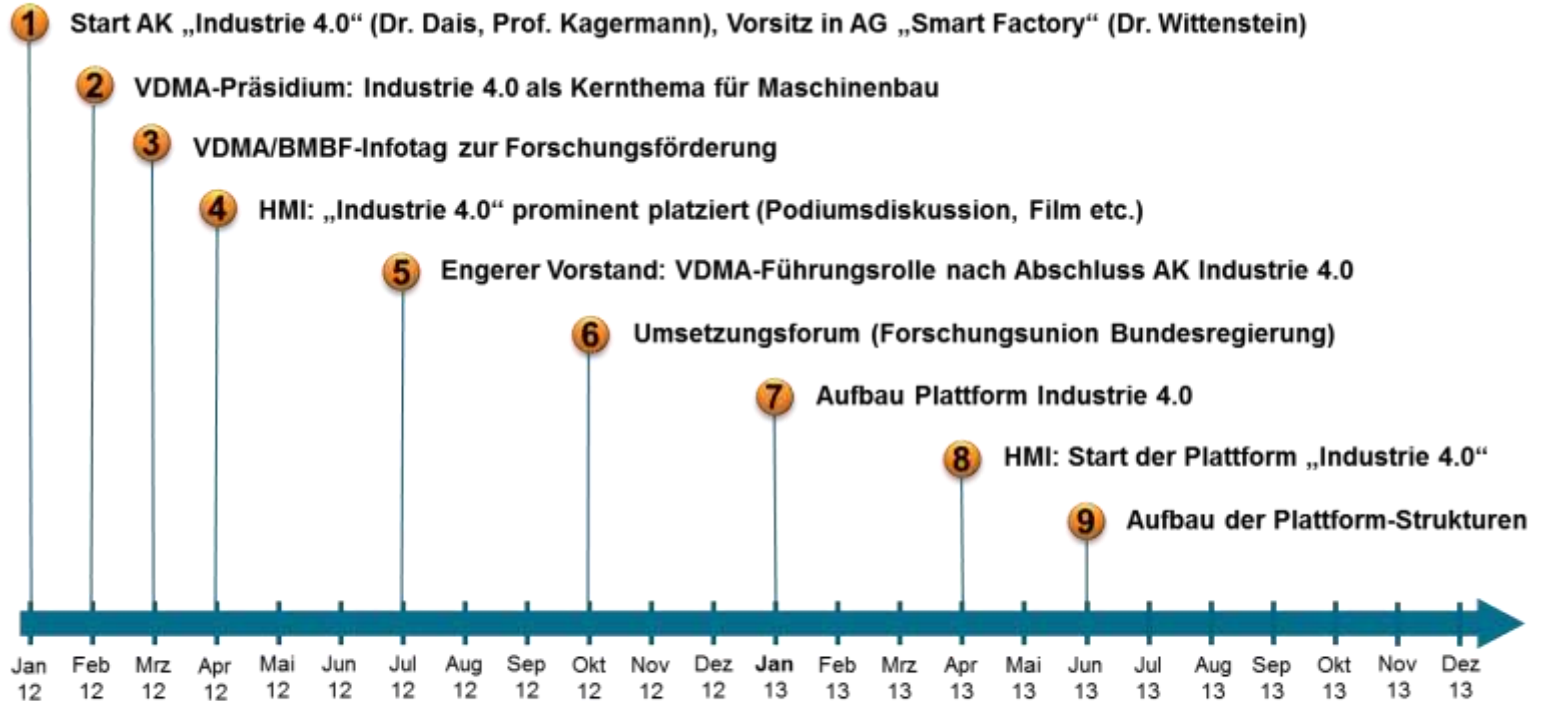 1 Start AK „Industrie 4.0“ (Dr. Dais, Prof. Kagermann), Vorsitz in AG „Smart Factory“ (Dr. Wittenstein)
2 VDMA-Präsidium: Industrie 4.0 als Kernthema für Maschinenbau
3 VDMA/BMBF-Infotag zur Forschungsförderung
4 HMI: „Industrie 4.0“ prominent platziert (Podiumsdiskussion, Film etc.)
5 Engerer Vorstand: VDMA-Führungsrolle nach Abschluss AK Industrie 4.0
6 Umsetzungsforum (Forschungsunion Bundesregierung)
7 Aufbau Plattform Industrie 4.0
8 HMI: Start der Plattform „Industrie 4.0“
9 Aufbau der Plattform-Strukturen
Jan Feb Mrz Apr Mai Jun Jul Aug Sep Okt Nov Dez Jan Feb Mrz Apr Mai Jun Jul Aug Sep Okt Nov Dez
12 12 12 12 12 12 12 12 12 12 12 12 13 13 13 13 13 13 13 13 13 13 13 13